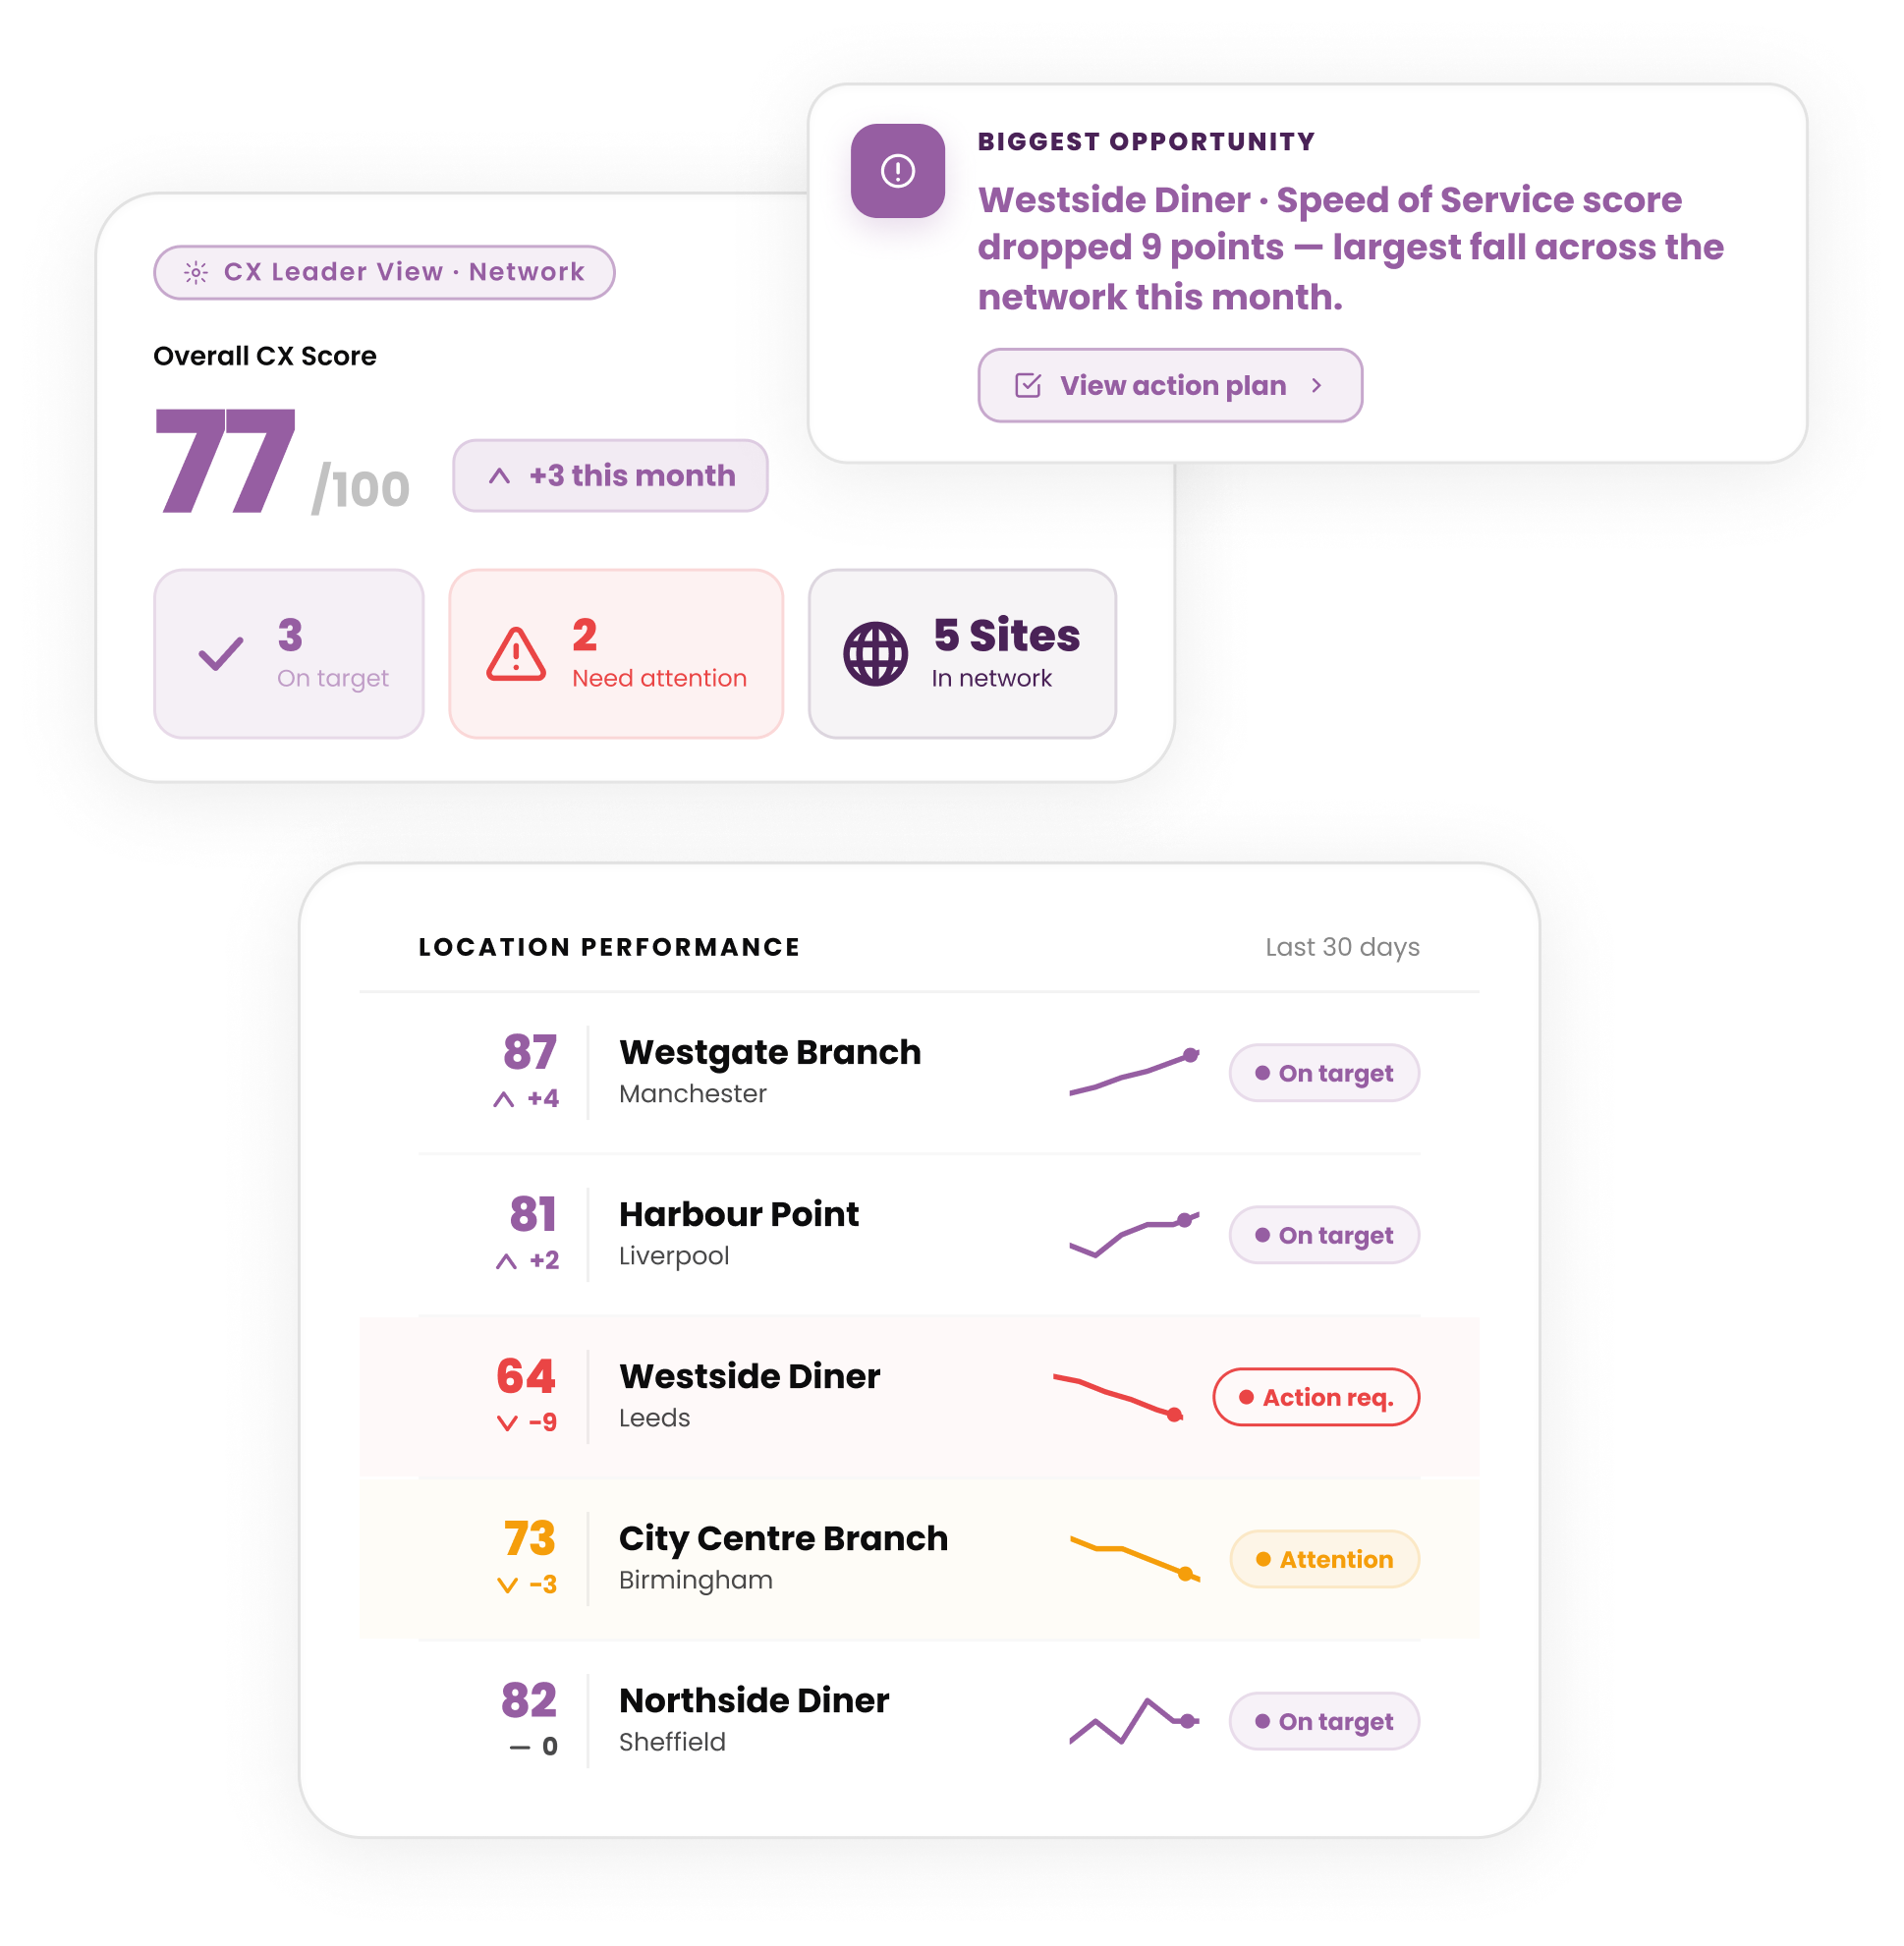 BIGGEST OPPORTUNITY
Westside Diner · Speed of Service score
dropped 9 points — largest fall across the
network this month.
View action plan
CX Leader View · Network
Overall CX Score
77 /100
+3 this month
3
On target
2
Need attention
5 Sites
In network
LOCATION PERFORMANCE
Last 30 days
87
+4
Westgate Branch
Manchester
On target
81
+2
Harbour Point
Liverpool
On target
64
−9
Westside Diner
Leeds
Action req.
73
−3
City Centre Branch
Birmingham
Attention
82
— 0
Northside Diner
Sheffield
On target